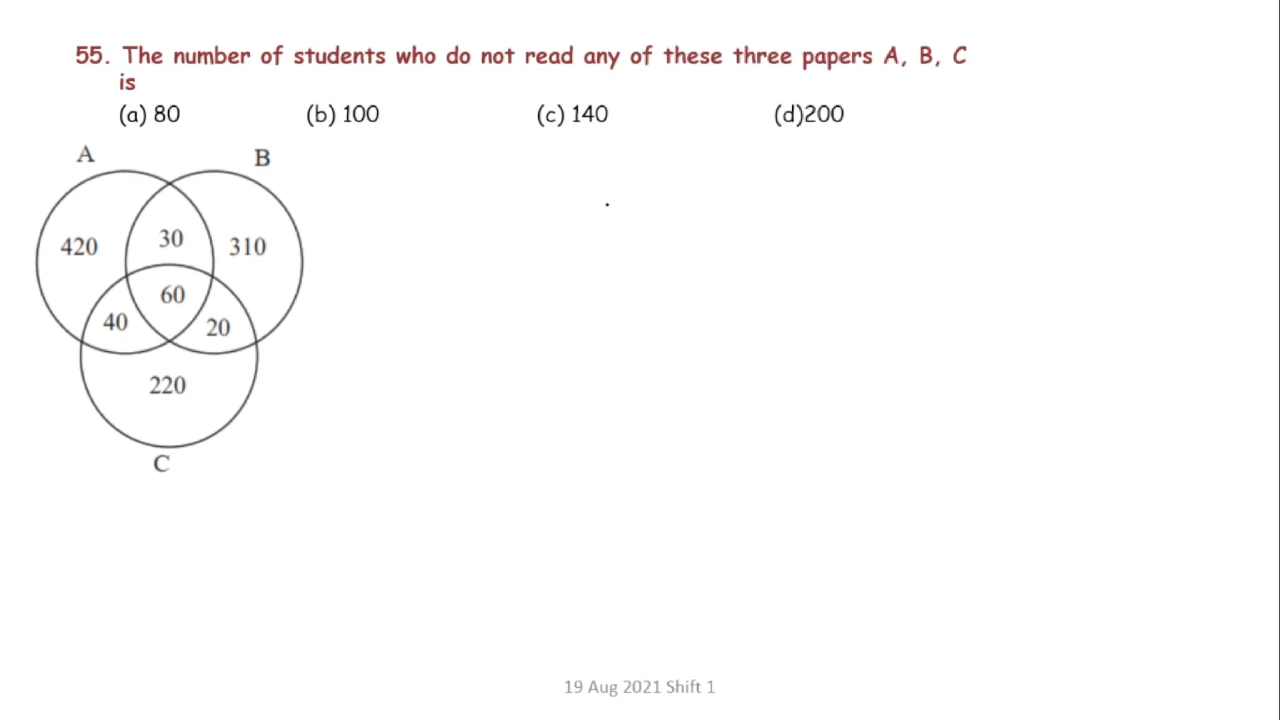 55. The number of students who do not read any of these three papers A, B, C
is
(a) 80 (b) 100 (c) 140 (d)200
A B
420 30 310
60
40 20
220
C
19 Aug 2021 Shift 1